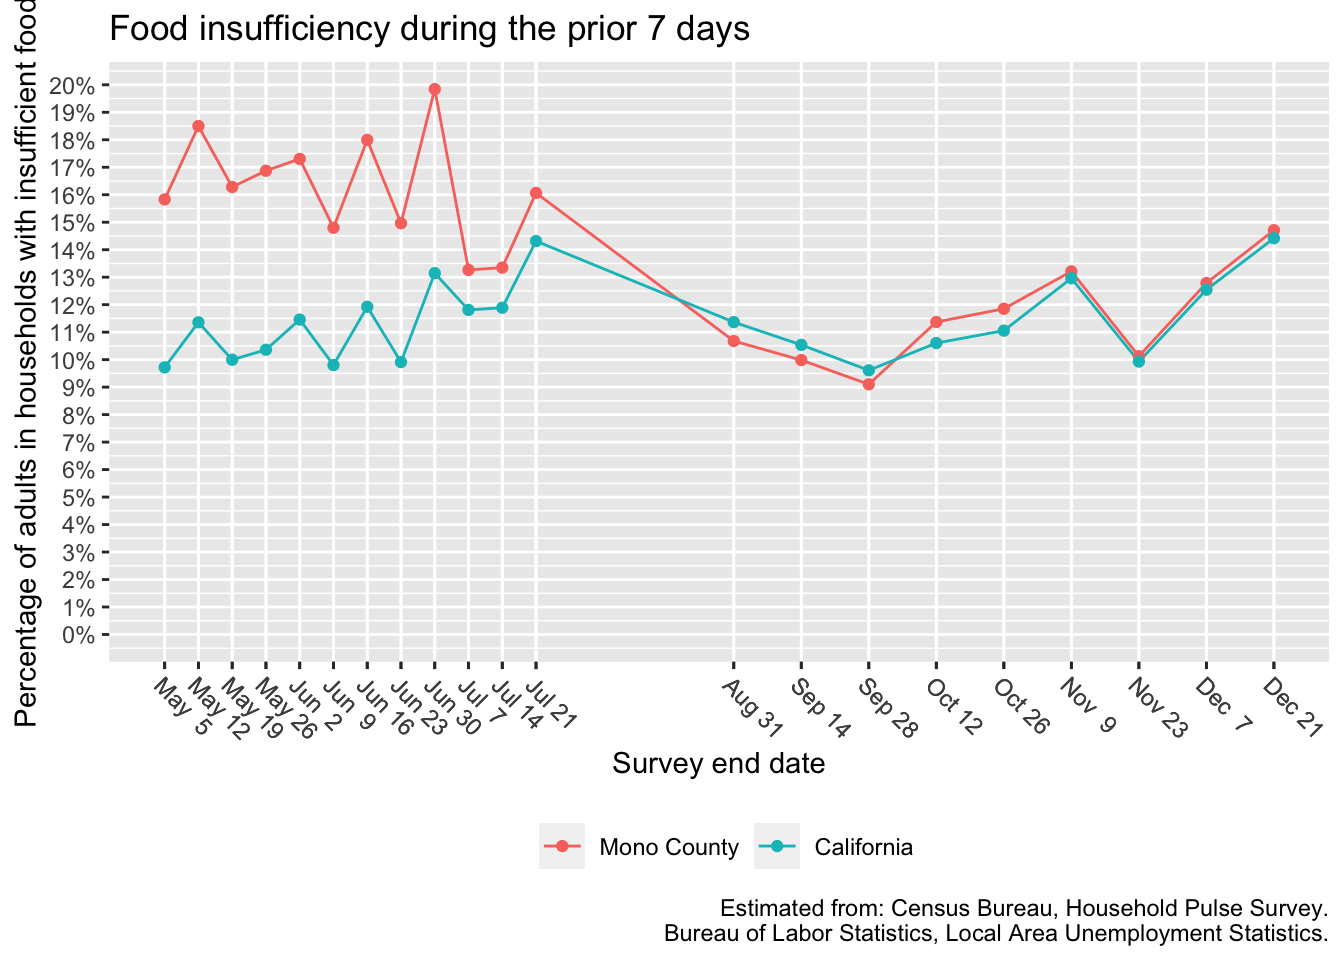 Food insufficiency during the prior 7 days
Percentage of adults in households with insufficient food
20%
19%
18%
17%
16%
15%
14%
13%
12%
11%
10%
9%
8%
7%
6%
5%
4%
3%
2%
1%
0%
May 5
May 12
May 19
May 26
Jun 2
Jun 9
Jun 16
Jun 23
Jun 30
Jul 7
Jul 14
Jul 21
Aug 31
Sep 14
Sep 28
Oct 12
Oct 26
Nov 9
Nov 23
Dec 7
Dec 21
Survey end date
Mono County
California
Estimated from: Census Bureau, Household Pulse Survey.
Bureau of Labor Statistics, Local Area Unemployment Statistics.